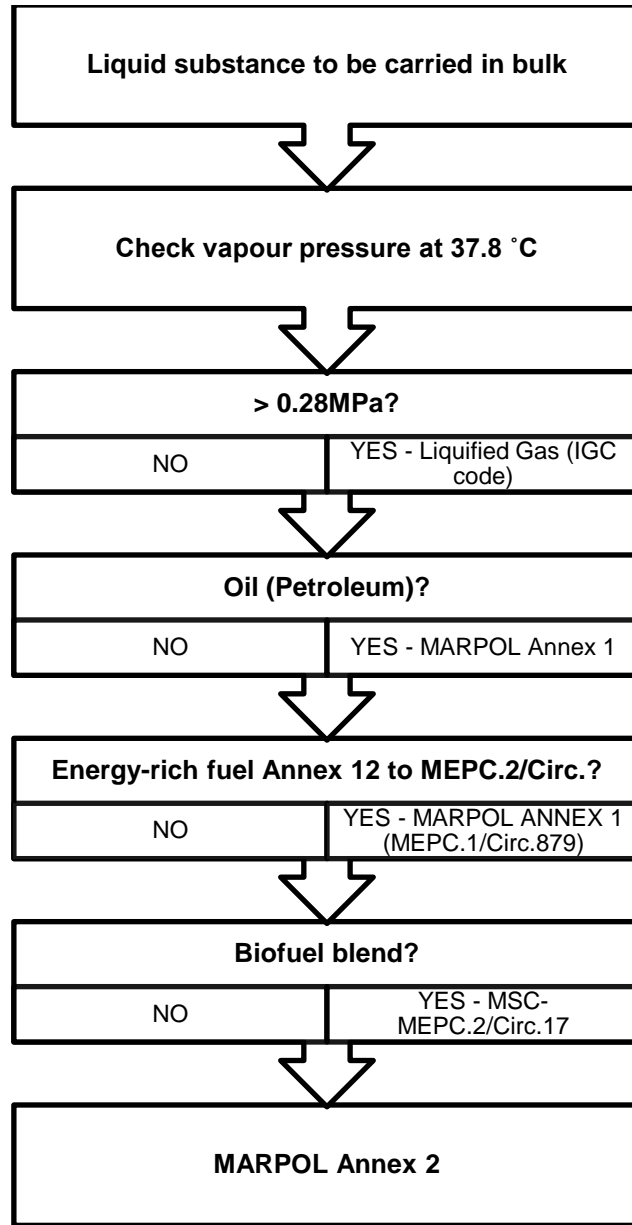 Liquid substance to be carried in bulk
Check vapour pressure at 37.8 ˚C
> 0.28MPa?
NO
YES - Liquified Gas (IGC
code)
Oil (Petroleum)?
NO
YES - MARPOL Annex 1
Energy-rich fuel Annex 12 to MEPC.2/Circ.?
NO
YES - MARPOL ANNEX 1
(MEPC.1/Circ.879)
Biofuel blend?
NO
YES - MSC-
MEPC.2/Circ.17
MARPOL Annex 2